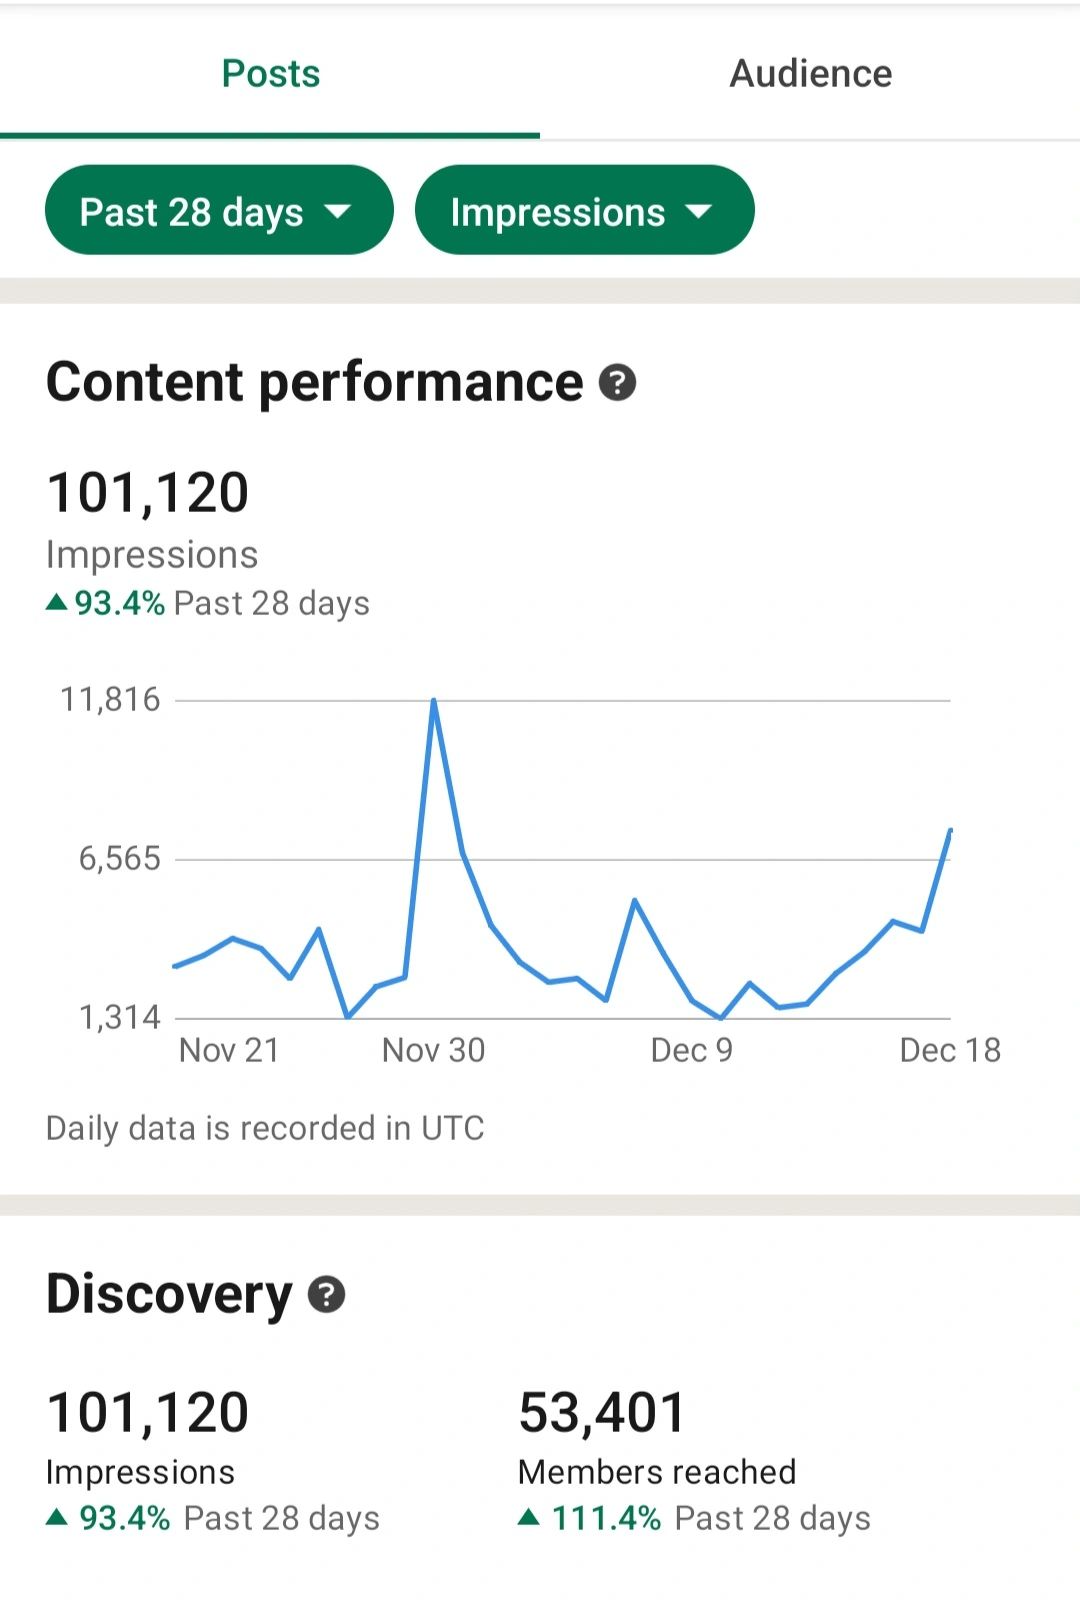 Posts Audience
Past 28 days Impressions
Content performance ?
101,120
Impressions
▲ 93.4% Past 28 days
11,816
6,565
1,314
Nov 21 Nov 30 Dec 9 Dec 18
Daily data is recorded in UTC
Discovery ?
101,120 53,401
Impressions Members reached
▲ 93.4% Past 28 days ▲ 111.4% Past 28 days